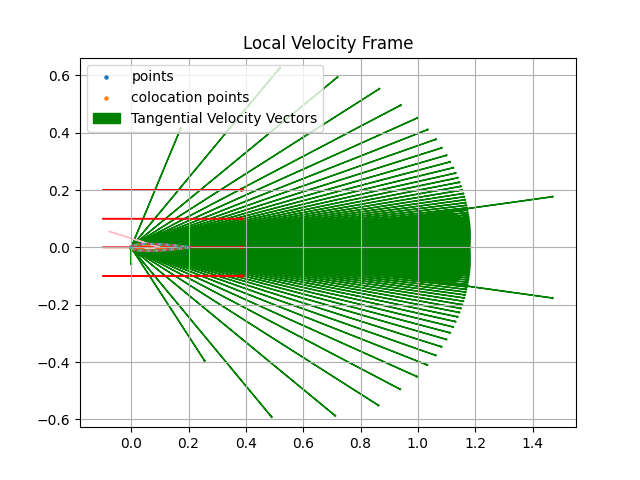 Local Velocity Frame
points
colocation points
Tangential Velocity Vectors
0.6
0.4
0.2
0.0
−0.2
−0.4
−0.6
0.0 0.2 0.4 0.6 0.8 1.0 1.2 1.4